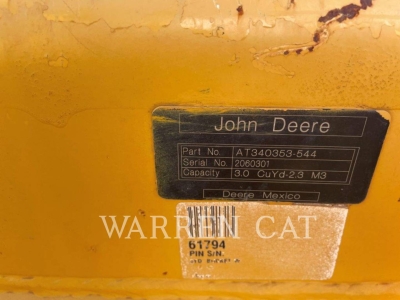 John Deere
Part No. AT340353-544
Serial No. 2060301
Capacity 3.0 CuYd-2.3 M3
Deere Mexico
WARREN CAT
61794
PIN S/N.